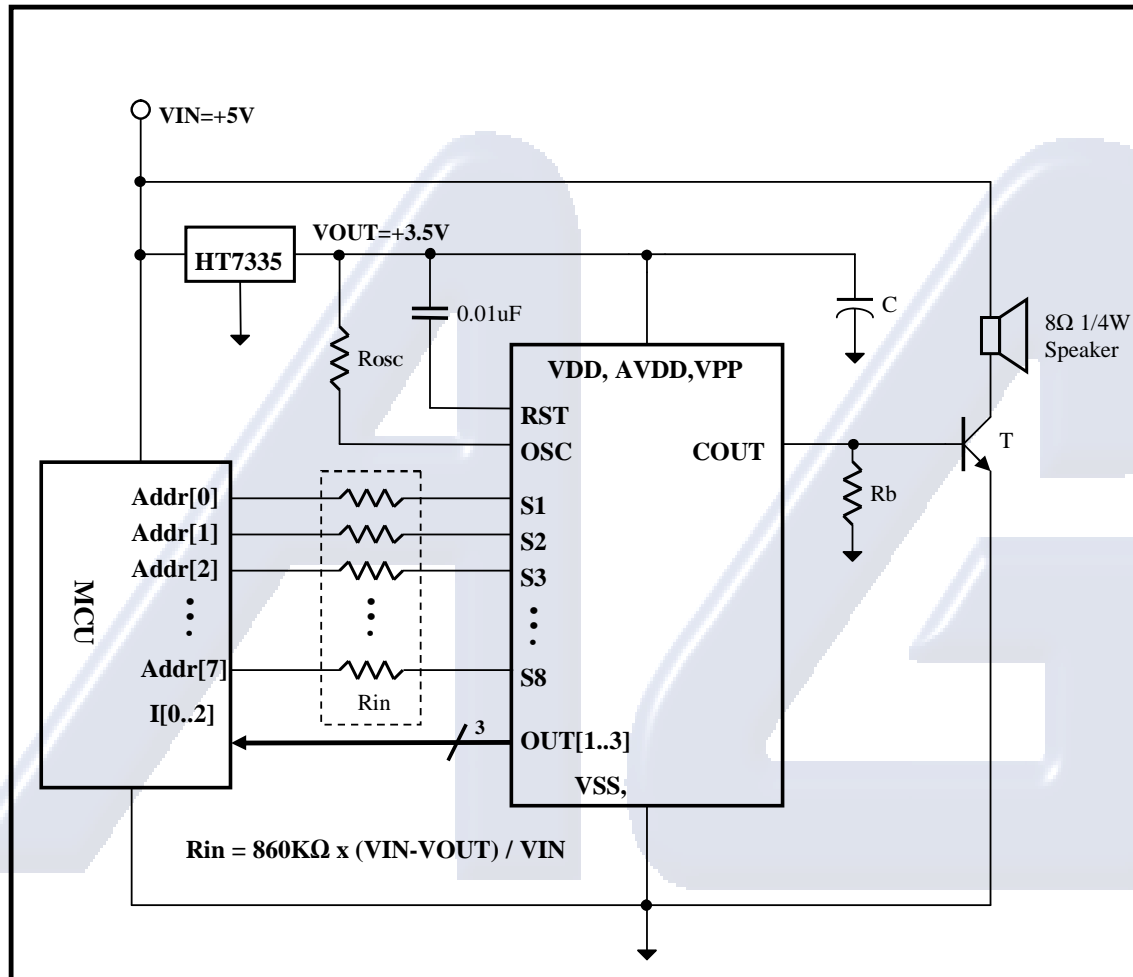 VIN=+5V
VOUT=+3.5V
HT7335
0.01uF
C
8Ω 1/4W
Speaker
Rosc
VDD, AVDD,VPP
RST
OSC
COUT
T
Rb
MCU
Addr[0]
Addr[1]
Addr[2]
Addr[7]
I[0..2]
Rin
S1
S2
S3
S8
3
OUT[1..3]
VSS,
Rin = 860KΩ x (VIN-VOUT) / VIN
AG